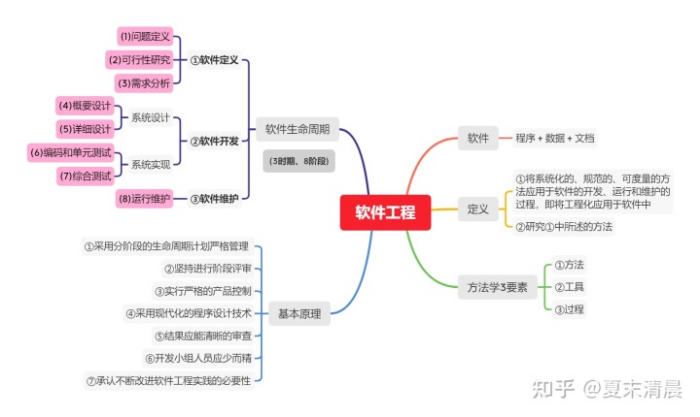 (1)问题定义
(2)可行性研究
①软件定义
(3)需求分析
(4)概要设计
系统设计
(5)详细设计
②软件开发
(6)编码和单元测试
系统实现
(7)综合测试
(8)运行维护
③软件维护
软件生命周期
(3时期、8阶段)
软件工程
①采用分阶段的生命周期计划严格管理
②坚持进行阶段评审
③实行严格的产品控制
④采用现代化的程序设计技术
⑤结果应能清晰的审查
⑥开发小组人员应少而精
⑦承认不断改进软件工程实践的必要性
基本原理
软件
程序 + 数据 + 文档
定义
①将系统化的、规范的、可度量的方
法应用于软件的开发、运行和维护的
过程，即将工程化应用于软件中
②研究①中所述的方法
方法学3要素
①方法
②工具
③过程
知乎 @夏末清晨